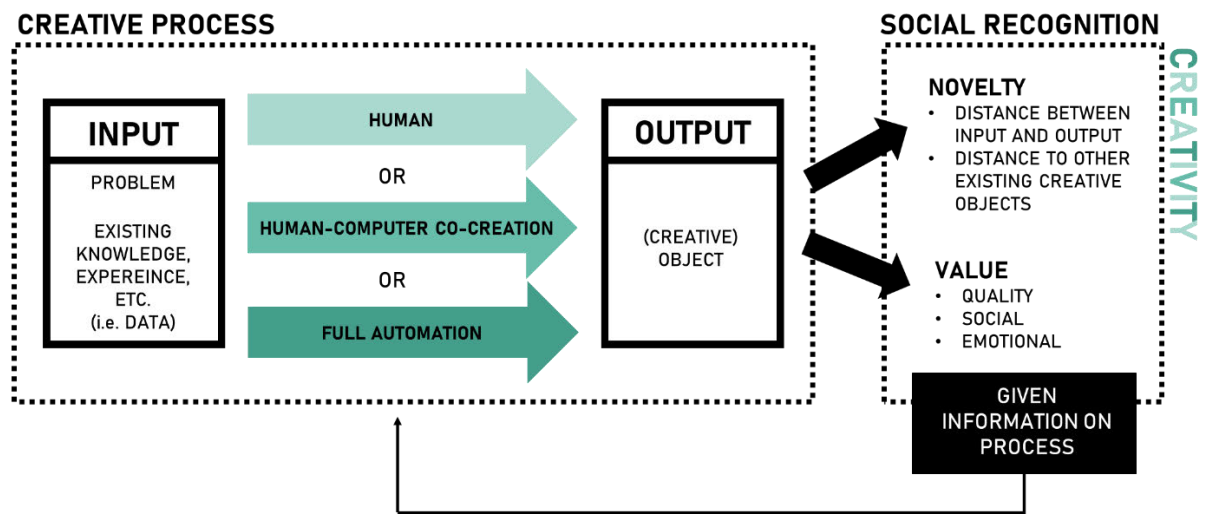 CREATIVE PROCESS
INPUT
PROBLEM
EXISTING
KNOWLEDGE,
EXPEREINCE,
ETC.
(i.e. DATA)
HUMAN
OR
HUMAN-COMPUTER CO-CREATION
OR
FULL AUTOMATION
OUTPUT
(CREATIVE)
OBJECT
SOCIAL RECOGNITION
NOVELTY
• DISTANCE BETWEEN
INPUT AND OUTPUT
• DISTANCE TO OTHER
EXISTING CREATIVE
OBJECTS
VALUE
• QUALITY
• SOCIAL
• EMOTIONAL
GIVEN
INFORMATION ON
PROCESS
CREATIVITY